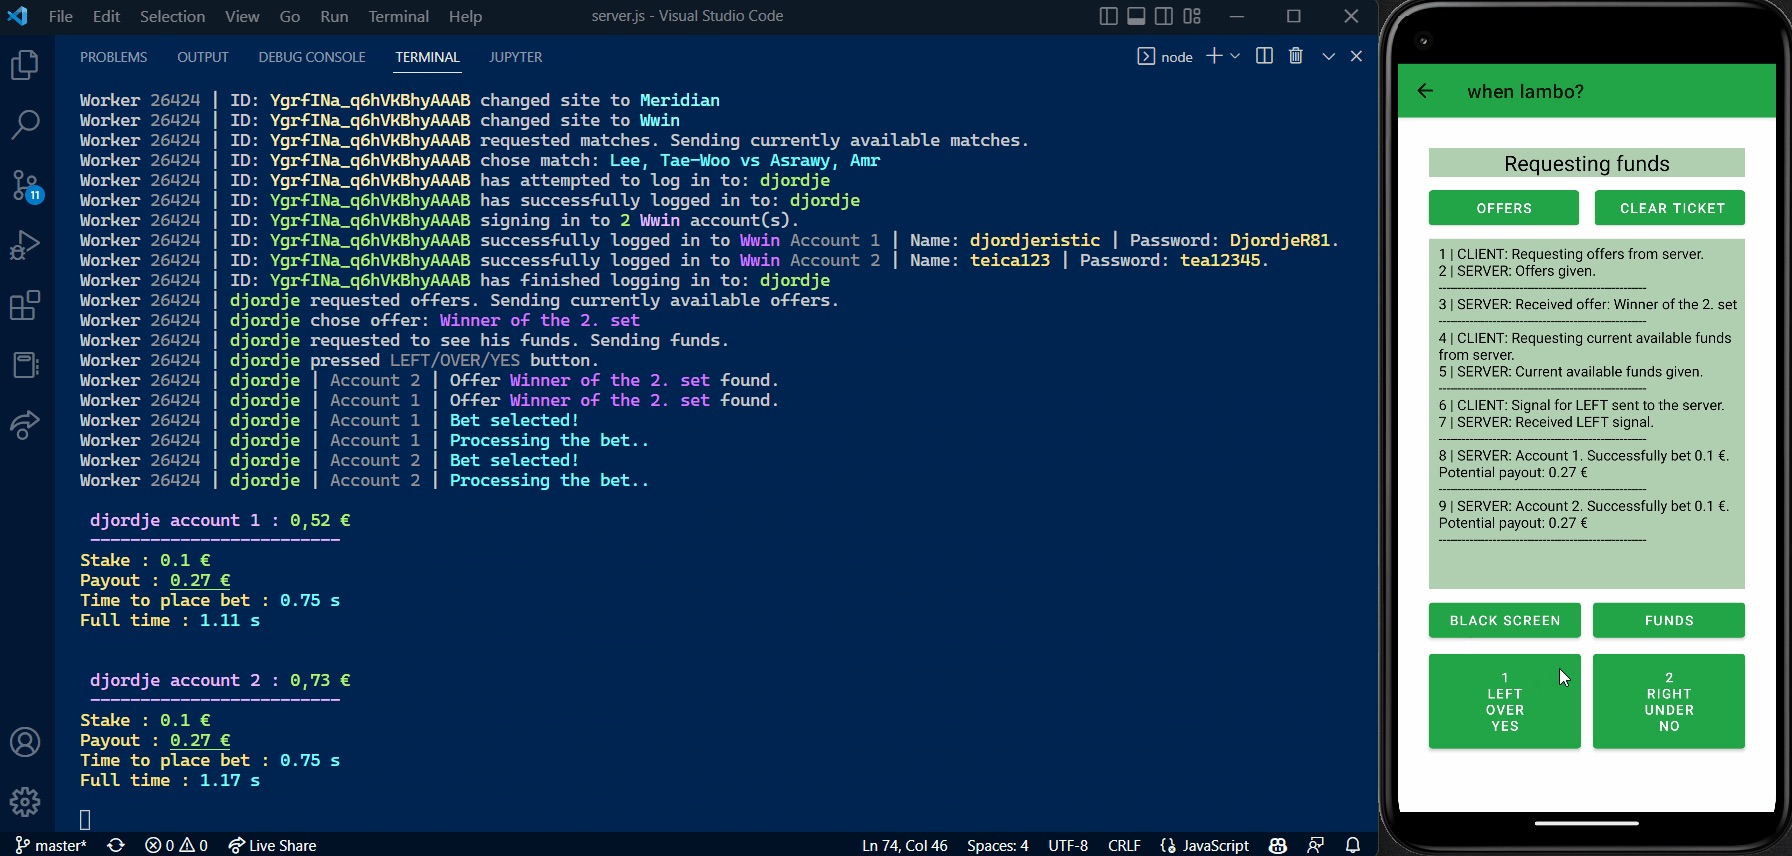 File Edit Selection View Go Run Terminal Help
server.js - Visual Studio Code
PROBLEMS OUTPUT DEBUG CONSOLE TERMINAL JUPYTER
node
11
Worker 26424 | ID: YgrfINa_q6hVKBhyAAAB changed site to Meridian
Worker 26424 | ID: YgrfINa_q6hVKBhyAAAB changed site to Wwin
Worker 26424 | ID: YgrfINa_q6hVKBhyAAAB requested matches. Sending currently available matches.
Worker 26424 | ID: YgrfINa_q6hVKBhyAAAB chose match: Lee, Tae-Woo vs Asrawy, Amr
Worker 26424 | ID: YgrfINa_q6hVKBhyAAAB has attempted to log in to: djordje
Worker 26424 | ID: YgrfINa_q6hVKBhyAAAB has successfully logged in to: djordje
Worker 26424 | ID: YgrfINa_q6hVKBhyAAAB signing in to 2 Wwin account(s).
Worker 26424 | ID: YgrfINa_q6hVKBhyAAAB successfully logged in to Wwin Account 1 | Name: djordjeristic | Password: DjordjeR81.
Worker 26424 | ID: YgrfINa_q6hVKBhyAAAB successfully logged in to Wwin Account 2 | Name: teica123 | Password: tea12345.
Worker 26424 | ID: YgrfINa_q6hVKBhyAAAB has finished logging in to: djordje
Worker 26424 | djordje requested offers. Sending currently available offers.
Worker 26424 | djordje chose offer: Winner of the 2. set
Worker 26424 | djordje requested to see his funds. Sending funds.
Worker 26424 | djordje pressed LEFT/OVER/YES button.
Worker 26424 | djordje | Account 2 | Offer Winner of the 2. set found.
Worker 26424 | djordje | Account 1 | Offer Winner of the 2. set found.
Worker 26424 | djordje | Account 1 | Bet selected!
Worker 26424 | djordje | Account 1 | Processing the bet..
Worker 26424 | djordje | Account 2 | Bet selected!
Worker 26424 | djordje | Account 2 | Processing the bet..
djordje account 1 : 0,52 €
-------------------------
Stake : 0.1 €
Payout : 0.27 €
Time to place bet : 0.75 s
Full time : 1.11 s
djordje account 2 : 0,73 €
-------------------------
Stake : 0.1 €
Payout : 0.27 €
Time to place bet : 0.75 s
Full time : 1.17 s
master* 0 0 Live Share
Ln 74, Col 46 Spaces: 4 UTF-8 CRLF JavaScript
when lambo?
Requesting funds
OFFERS CLEAR TICKET
1 | CLIENT: Requesting offers from server.
2 | SERVER: Offers given.
3 | SERVER: Received offer: Winner of the 2. set
4 | CLIENT: Requesting current available funds
from server.
5 | SERVER: Current available funds given.
6 | CLIENT: Signal for LEFT sent to the server.
7 | SERVER: Received LEFT signal.
8 | SERVER: Account 1. Successfully bet 0.1 €.
Potential payout: 0.27 €
9 | SERVER: Account 2. Successfully bet 0.1 €.
Potential payout: 0.27 €
BLACK SCREEN FUNDS
1
LEFT
OVER
YES
2
RIGHT
UNDER
NO